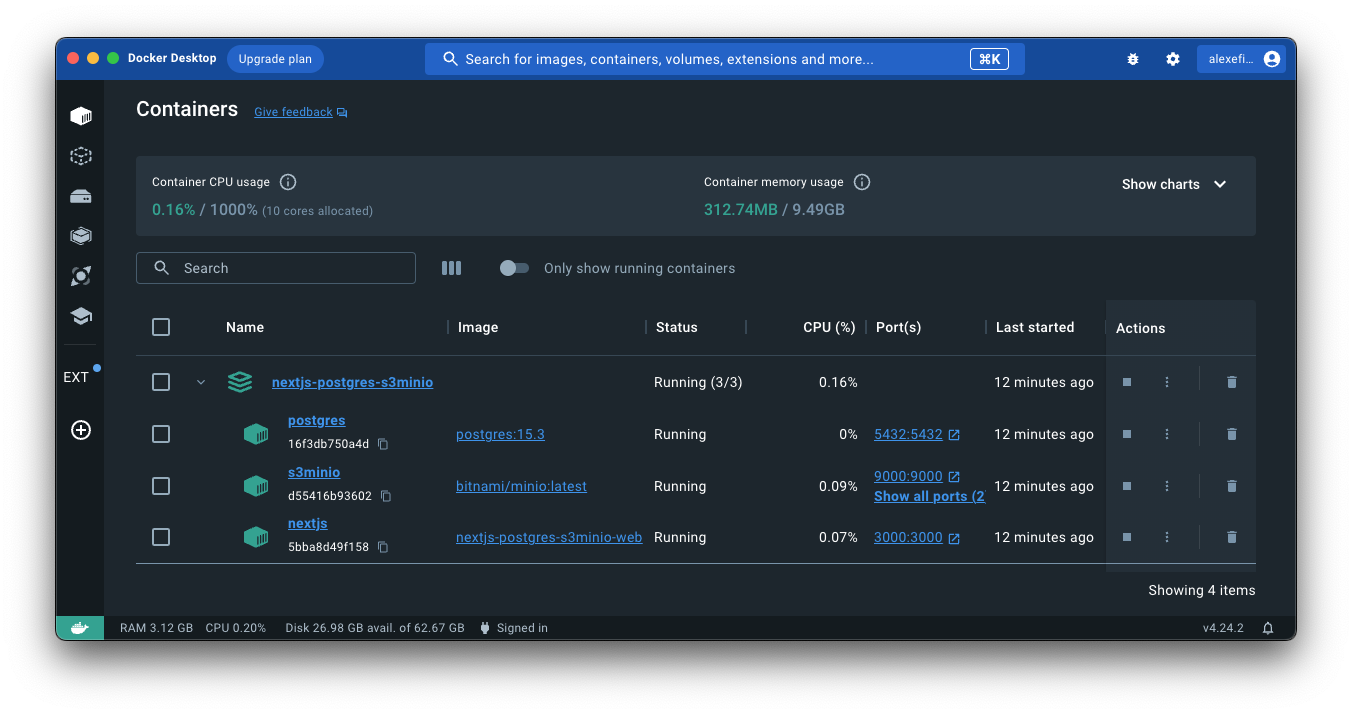 Docker Desktop Upgrade plan Search for images, containers, volumes, extensions and more... ⌘K alexefi...
Containers Give feedback
Container CPU usage Container memory usage Show charts
0.16% / 1000% (10 cores allocated) 312.74MB / 9.49GB
Search Only show running containers
Name Image Status CPU (%) Port(s) Last started Actions
EXT
nextjs-postgres-s3minio Running (3/3) 0.16% 12 minutes ago
postgres
postgres:15.3 Running 0% 5432:5432 12 minutes ago
16f3db750a4d
s3minio
9000:9000
bitnami/minio:latest Running 0.09% 12 minutes ago
d55416b93602 Show all ports (2
nextjs
nextjs-postgres-s3minio-web Running 0.07% 3000:3000 12 minutes ago
5bba8d49f158
Showing 4 items
RAM 3.12 GB CPU 0.20% Disk 26.98 GB avail. of 62.67 GB Signed in v4.24.2